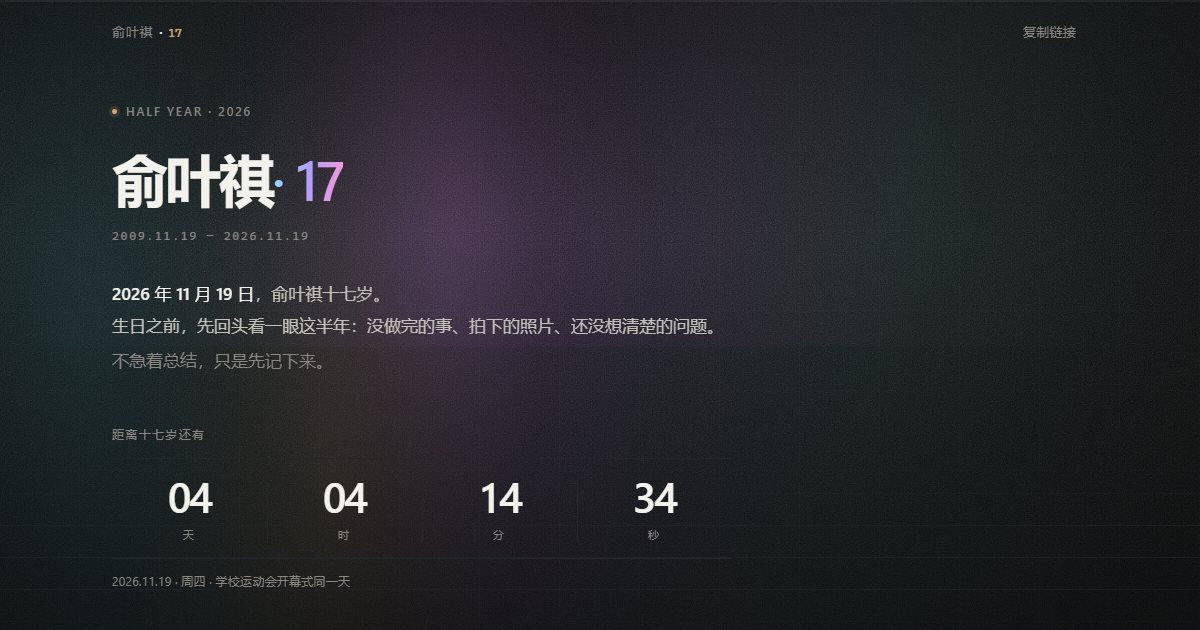 俞叶祺 · 17
复制链接
HALF YEAR · 2026
俞叶祺· 17
2009.11.19 — 2026.11.19
2026 年 11 月 19 日，俞叶祺十七岁。
生日之前，先回头看一眼这半年：没做完的事、拍下的照片、还没想清楚的问题。
不急着总结，只是先记下来。
距离十七岁还有
04 04 14 34
天 时 分 秒
2026.11.19 · 周四 · 学校运动会开幕式同一天